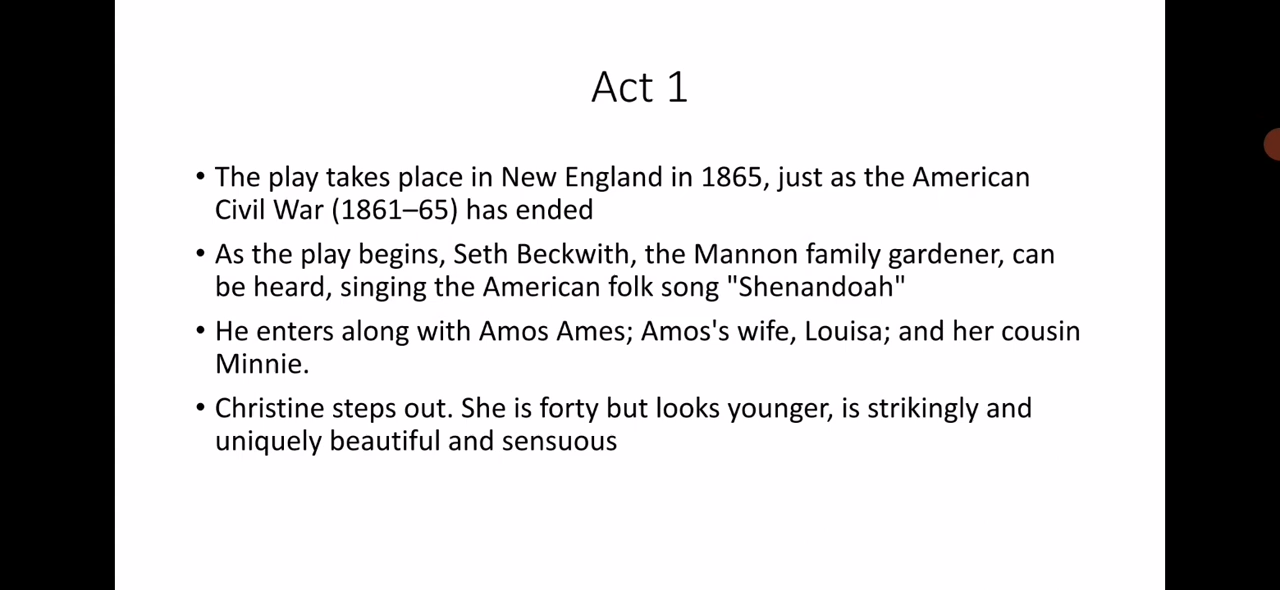 Act 1
• The play takes place in New England in 1865, just as the American
Civil War (1861–65) has ended
• As the play begins, Seth Beckwith, the Mannon family gardener, can
be heard, singing the American folk song "Shenandoah"
• He enters along with Amos Ames; Amos's wife, Louisa; and her cousin
Minnie.
• Christine steps out. She is forty but looks younger, is strikingly and
uniquely beautiful and sensuous